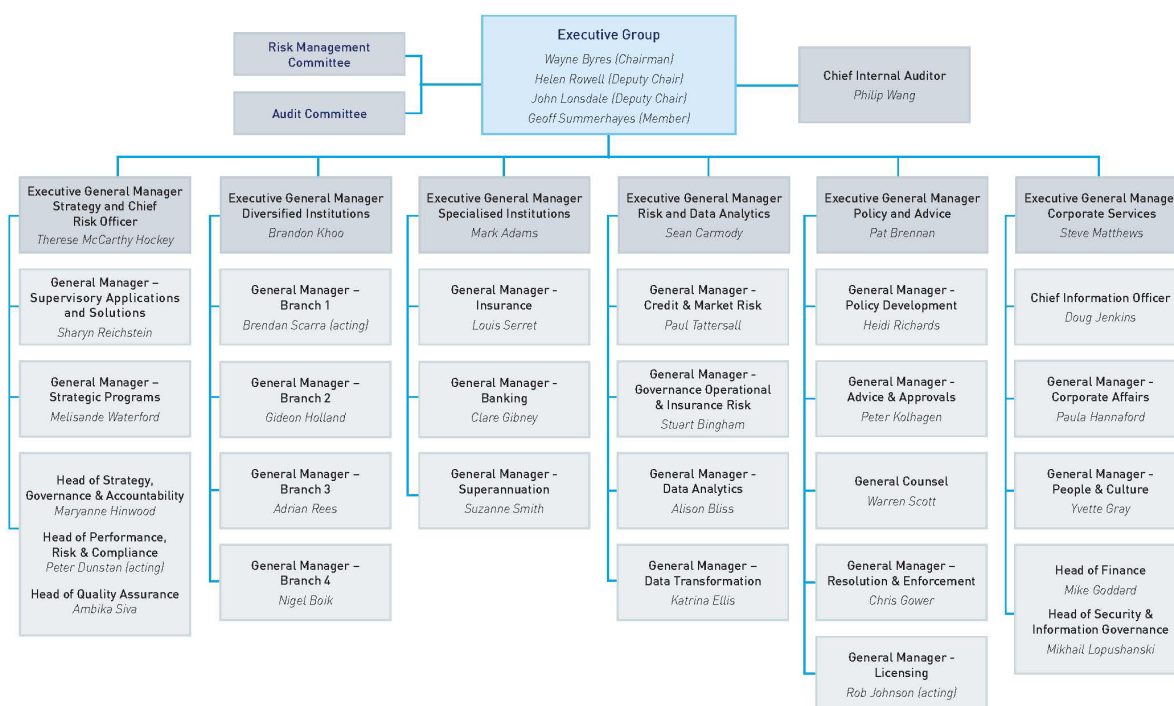 Risk Management
Committee
Audit Committee
Executive Group
Wayne Byres (Chairman)
Helen Rowell (Deputy Chair)
John Lonsdale (Deputy Chair)
Geoff Summerhayes (Member)
Chief Internal Auditor
Philip Wang
Executive General Manager
Strategy and Chief
Risk Officer
Therese McCarthy Hockey
General Manager –
Supervisory Applications
and Solutions
Sharyn Reichstein
General Manager –
Strategic Programs
Melisande Waterford
Head of Strategy,
Governance & Accountability
Maryanne Hinwood
Head of Performance,
Risk & Compliance
Peter Dunstan (acting)
Head of Quality Assurance
Ambika Siva
Executive General Manager
Diversified Institutions
Brandon Khoo
General Manager –
Branch 1
Brendan Scarra (acting)
General Manager –
Branch 2
Gideon Holland
General Manager –
Branch 3
Adrian Rees
General Manager –
Branch 4
Nigel Boik
Executive General Manager
Specialised Institutions
Mark Adams
General Manager -
Insurance
Louis Serret
General Manager -
Banking
Clare Gibney
General Manager -
Superannuation
Suzanne Smith
Executive General Manager
Risk and Data Analytics
Sean Carmody
General Manager -
Credit & Market Risk
Paul Tattersall
General Manager -
Governance Operational
& Insurance Risk
Stuart Bingham
General Manager -
Data Analytics
Alison Bliss
General Manager –
Data Transformation
Katrina Ellis
Executive General Manager
Policy and Advice
Pat Brennan
General Manager -
Policy Development
Heidi Richards
General Manager -
Advice & Approvals
Peter Kolhagen
General Counsel
Warren Scott
General Manager –
Resolution & Enforcement
Chris Gower
General Manager -
Licensing
Rob Johnson (acting)
Executive General Manager
Corporate Services
Steve Matthews
Chief Information Officer
Doug Jenkins
General Manager -
Corporate Affairs
Paula Hannaford
General Manager -
People & Culture
Yvette Gray
Head of Finance
Mike Goddard
Head of Security &
Information Governance
Mikhail Lopushanski